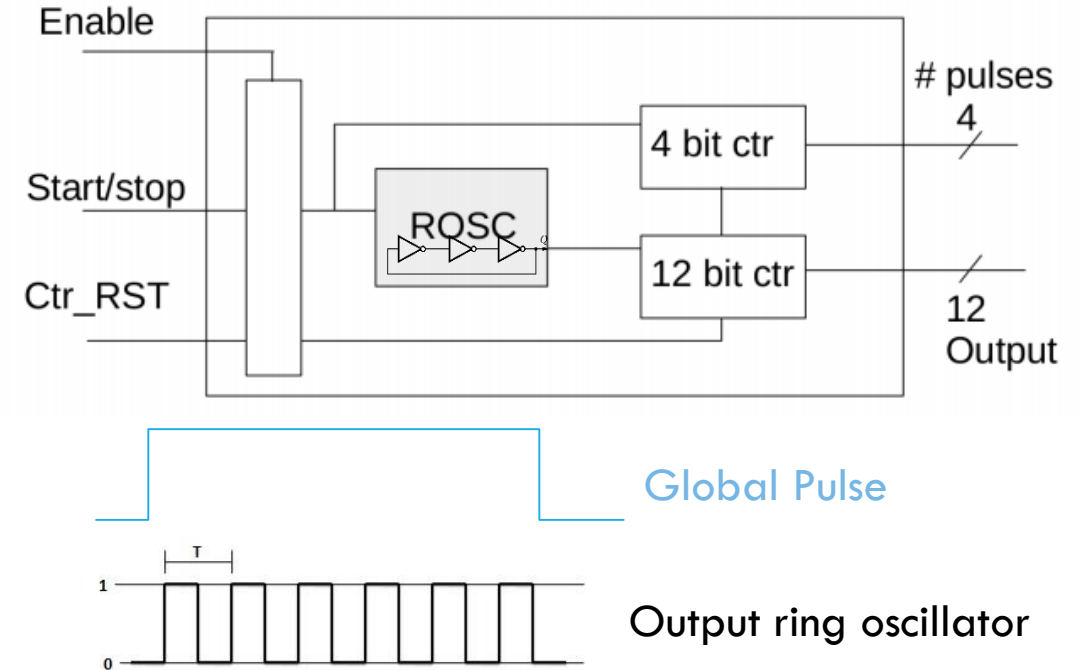 Enable
# pulses
4
4 bit ctr
Start/stop
ROSC
Q
12 bit ctr
Ctr_RST
12
Output
Global Pulse
T
1
Output ring oscillator
0